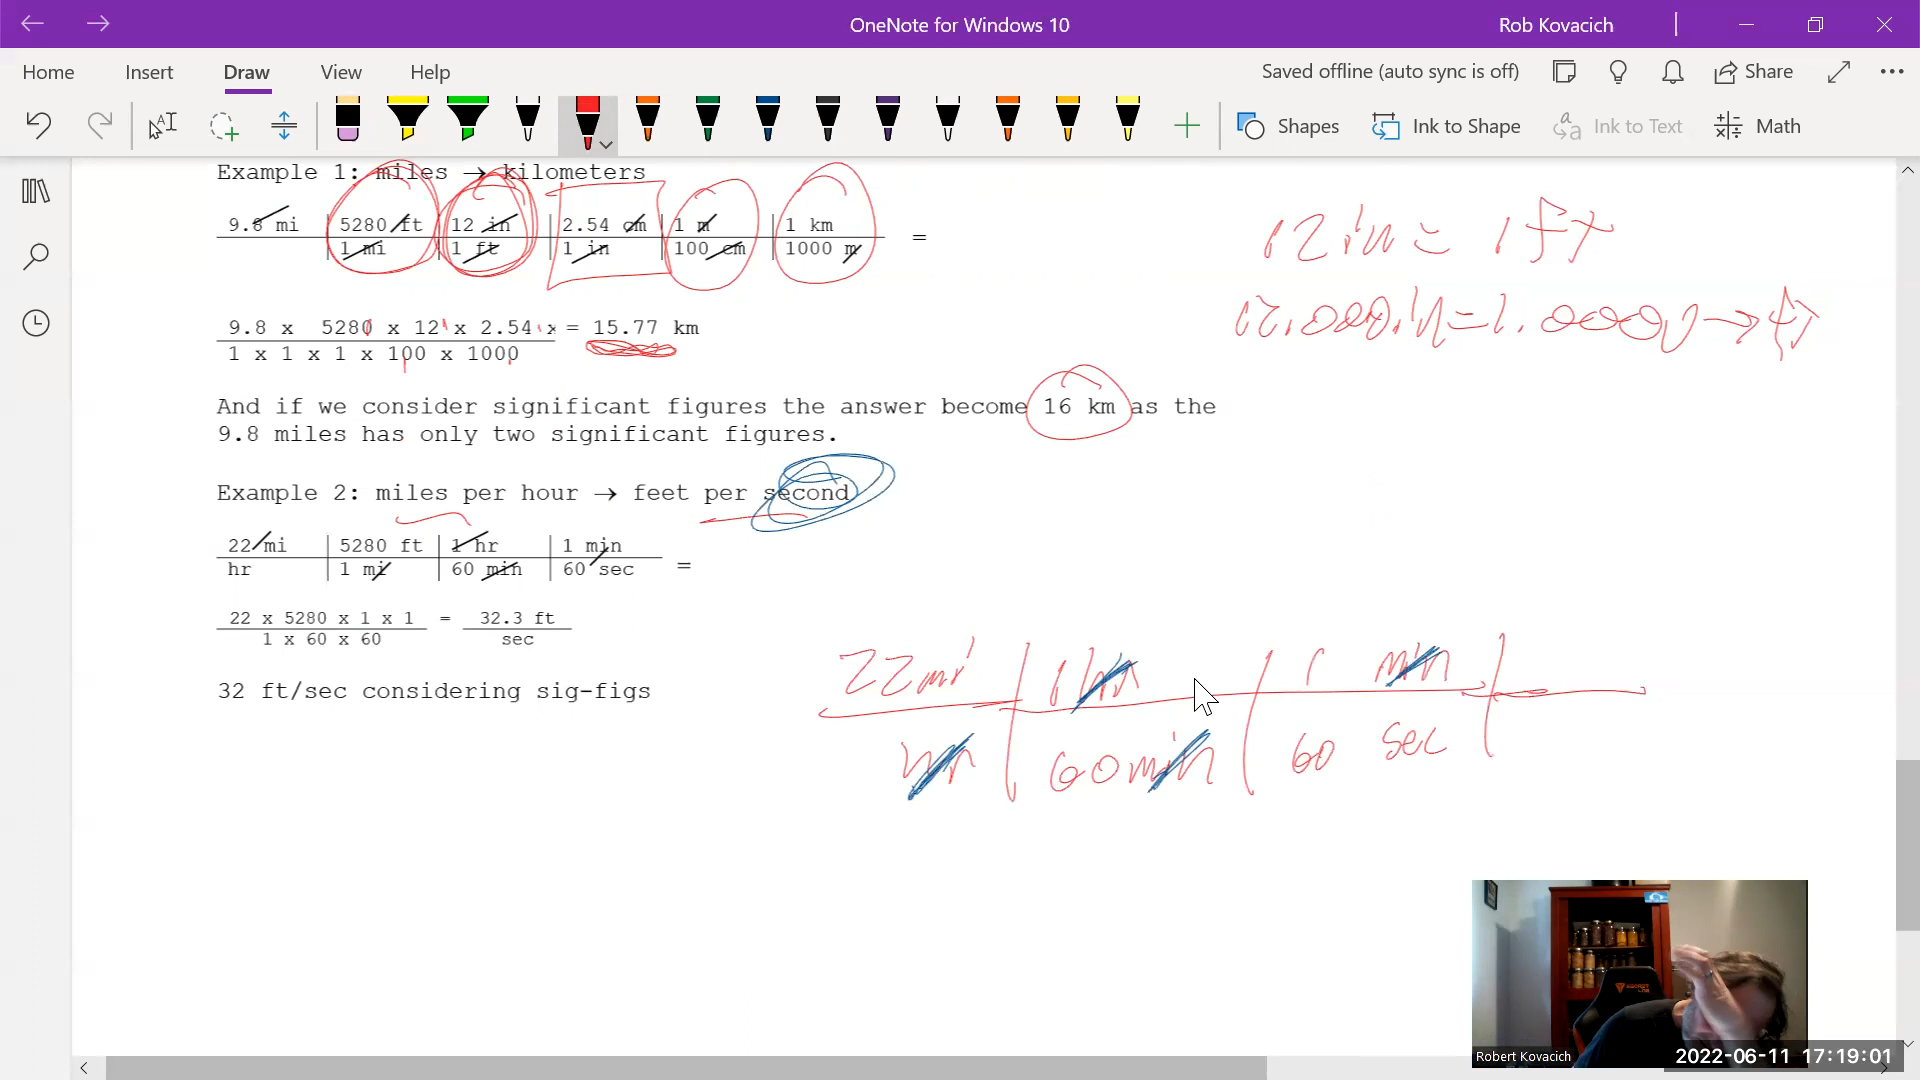 OneNote for Windows 10
Rob Kovacich
Home Insert Draw View Help
Saved offline (auto sync is off)
Share
Shapes Ink to Shape Ink to Text Math
Example 1: miles → kilometers
9.8 mi | 5280 ft | 12 in | 2.54 cm | 1 m | 1 km
1 mi | 1 ft | 1 in | 100 cm | 1000 m
=
12 in = 1 ft
9.8 x 5280 x 12 x 2.54 x = 15.77 km
1 x 1 x 1 x 100 x 1000
And if we consider significant figures the answer become 16 km as the
9.8 miles has only two significant figures.
Example 2: miles per hour → feet per second
22 mi | 5280 ft | 1 hr | 1 min
hr | 1 mi | 60 min | 60 sec
=
22 x 5280 x 1 x 1 = 32.3 ft
1 x 60 x 60 sec
32 ft/sec considering sig-figs
22mi | 1 hr | 1 min |
hr | 60min | 60 sec |
Robert Kovacich
2022-06-11 17:19:01